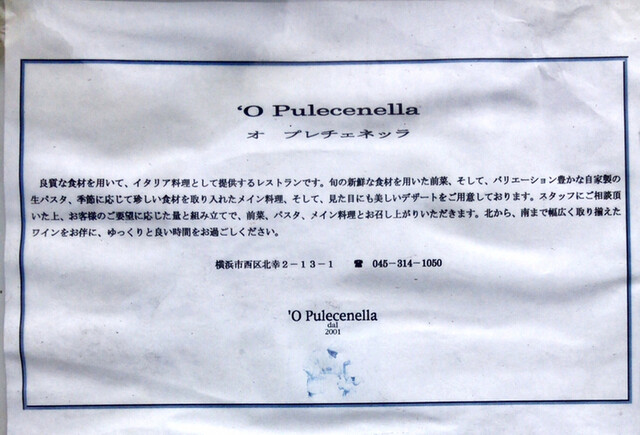 ‘O Pulecenella
オ プレチェネッラ
良質な食材を用いて、イタリア料理として提供するレストランです。旬の新鮮な食材を用いた前菜、そして、バリエーション豊かな自家製の
生パスタ、季節に応じて珍しい食材を取り入れたメイン料理、そして、見た目にも美しいデザートをご用意しております。スタッフにご相談頂
いた上、お客様のご要望に応じた量と組み立てで、前菜、パスタ、メイン料理とお召し上がりいただきます。北から、南まで幅広く取り揃えた
ワインをお伴に、ゆっくりと良い時間をお過ごしください。
横浜市西区北幸2-13-1 ☎ 045-314-1050
'O Pulecenella
dal
2001